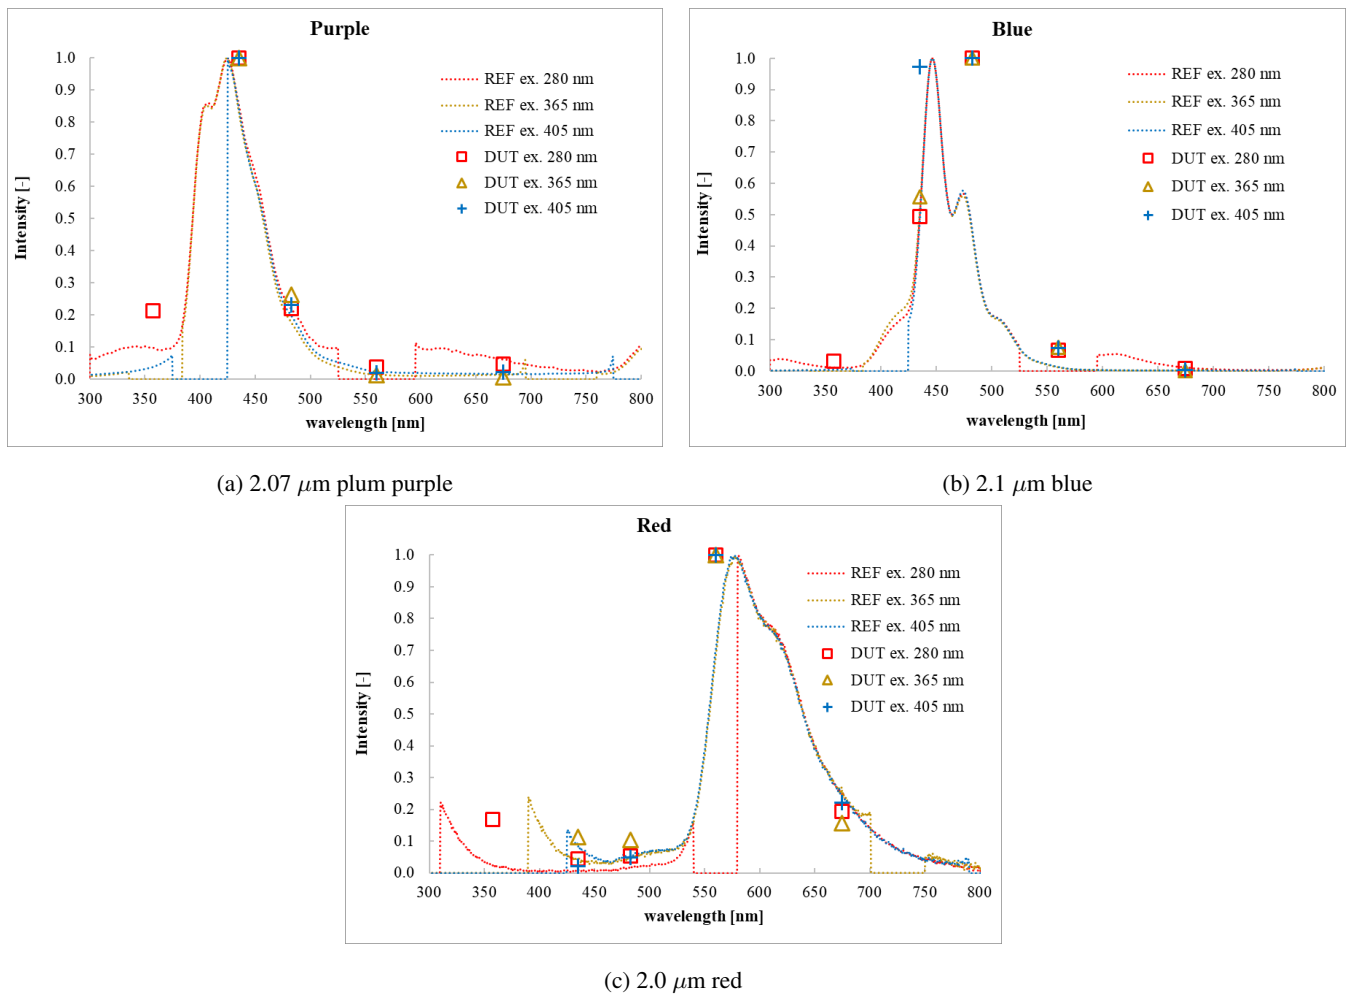 Purple
1.0
0.9
0.8
0.7
0.6
0.5
0.4
0.3
0.2
0.1
0.0
Intensity [-]
300 350 400 450 500 550 600 650 700 750 800
wavelength [nm]
REF ex. 280 nm
REF ex. 365 nm
REF ex. 405 nm
DUT ex. 280 nm
DUT ex. 365 nm
DUT ex. 405 nm
(a) 2.07 μm plum purple
Blue
1.0
0.9
0.8
0.7
0.6
0.5
0.4
0.3
0.2
0.1
0.0
Intensity [-]
300 350 400 450 500 550 600 650 700 750 800
wavelength [nm]
REF ex. 280 nm
REF ex. 365 nm
REF ex. 405 nm
DUT ex. 280 nm
DUT ex. 365 nm
DUT ex. 405 nm
(b) 2.1 μm blue
Red
1.0
0.9
0.8
0.7
0.6
0.5
0.4
0.3
0.2
0.1
0.0
Intensity [-]
300 350 400 450 500 550 600 650 700 750 800
wavelength [nm]
REF ex. 280 nm
REF ex. 365 nm
REF ex. 405 nm
DUT ex. 280 nm
DUT ex. 365 nm
DUT ex. 405 nm
(c) 2.0 μm red